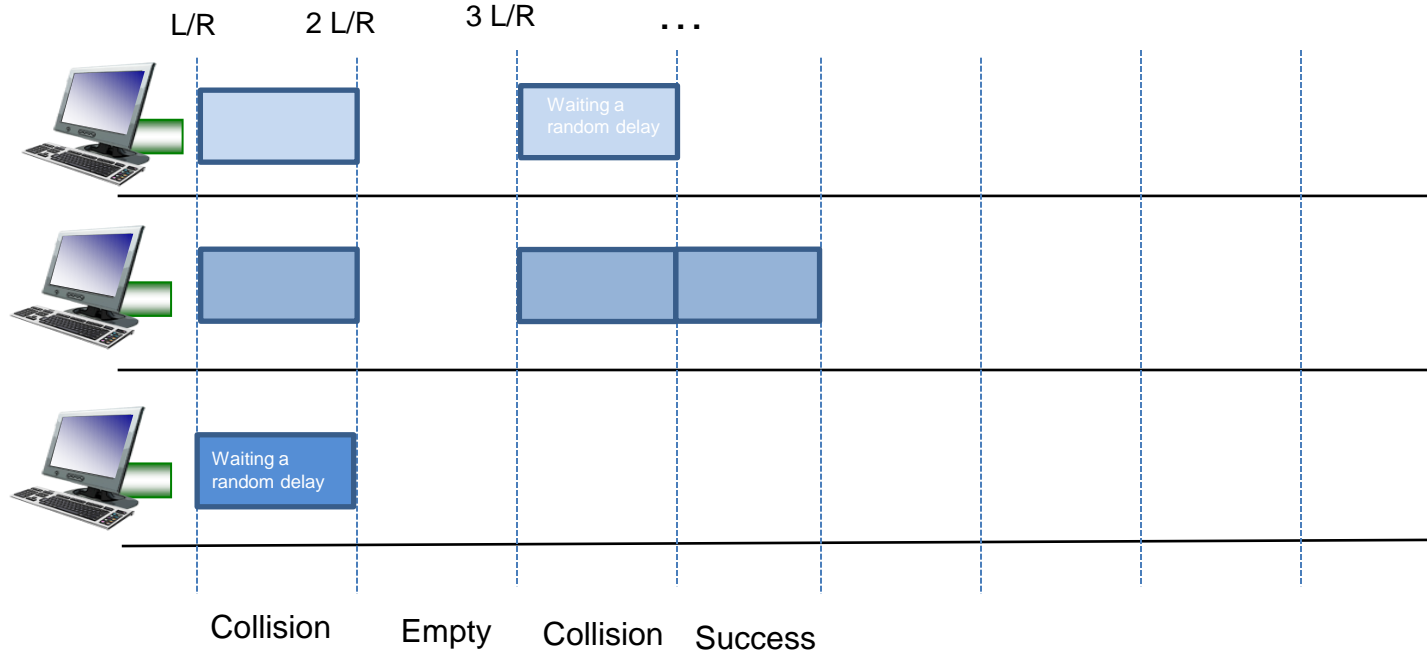 L/R
2 L/R
3 L/R
...
Waiting a
random delay
Waiting a
random delay
Collision
Empty
Collision
Success